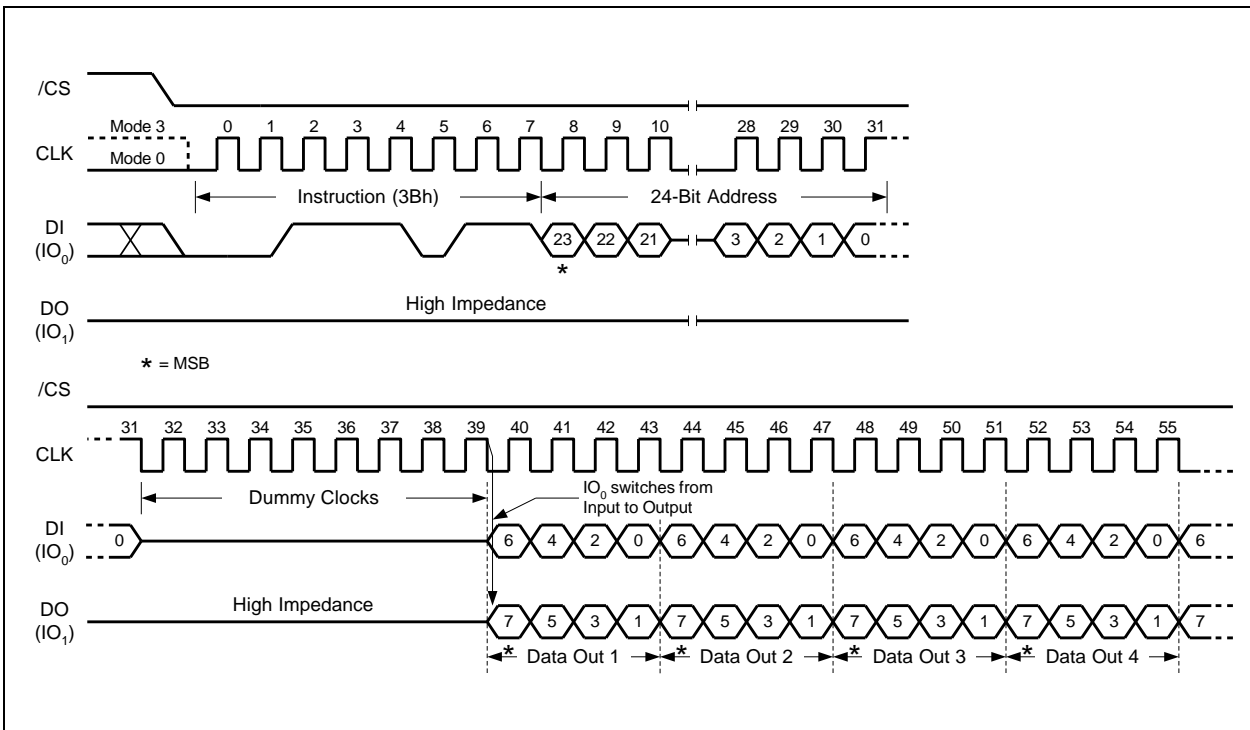 /CS
Mode 3 0 1 2 3 4 5 6 7 8 9 10 28 29 30 31
CLK
Mode 0
Instruction (3Bh) 24-Bit Address
DI
(IO0)
23 22 21 3 2 1 0
*
High Impedance
DO
(IO1)
* = MSB
/CS
31 32 33 34 35 36 37 38 39 40 41 42 43 44 45 46 47 48 49 50 51 52 53 54 55
CLK
Dummy Clocks
IO0 switches from
Input to Output
DI
(IO0)
0 6 4 2 0 6 4 2 0 6 4 2 0 6 4 2 0 6
High Impedance
DO
(IO1)
7 5 3 1 7 5 3 1 7 5 3 1 7 5 3 1 7
* Data Out 1 * Data Out 2 * Data Out 3 * Data Out 4